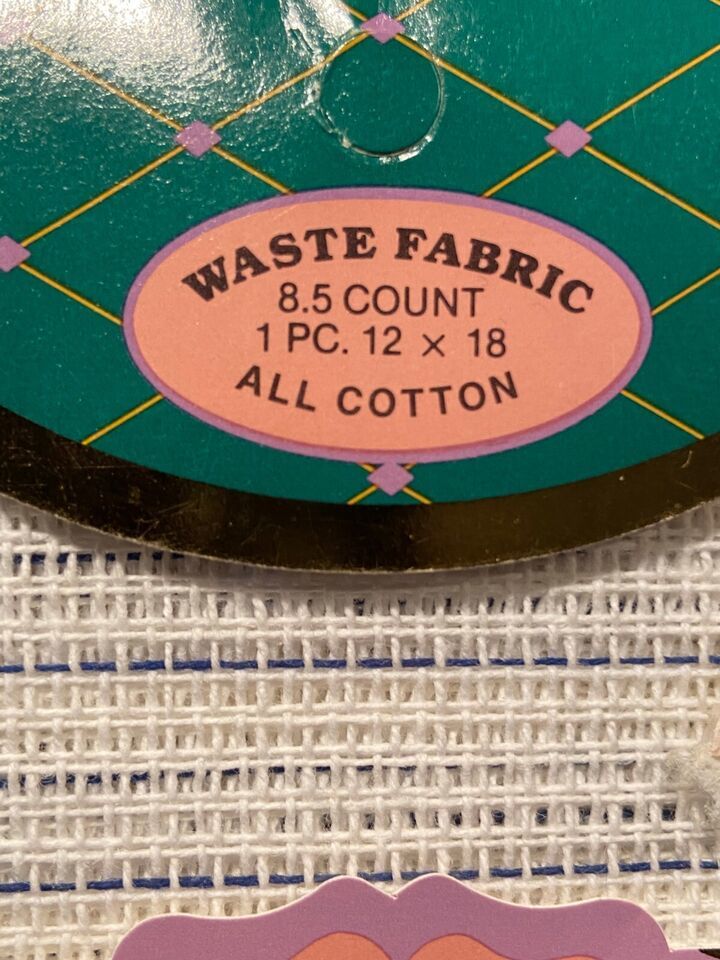 WASTE FABRIC
8.5 COUNT
1 PC. 12 x 18
ALL COTTON